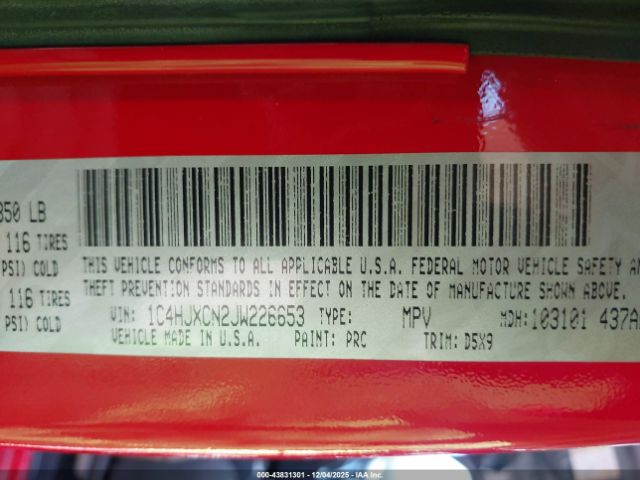 850 LB
116 TIRES
PSI) COLD
116 TIRES
PSI) COLD
THIS VEHICLE CONFORMS TO ALL APPLICABLE U.S.A. FEDERAL MOTOR VEHICLE SAFETY AN
THEFT PREVENTION STANDARDS IN EFFECT ON THE DATE OF MANUFACTURE SHOWN ABOVE.
VIN: 1C4HJXCN2JW226653 TYPE: MPV MDH:103101 437A
VEHICLE MADE IN U.S.A. PAINT: PRC TRIM: D5X9
000-43831301 - 12/04/2025 - IAA Inc.